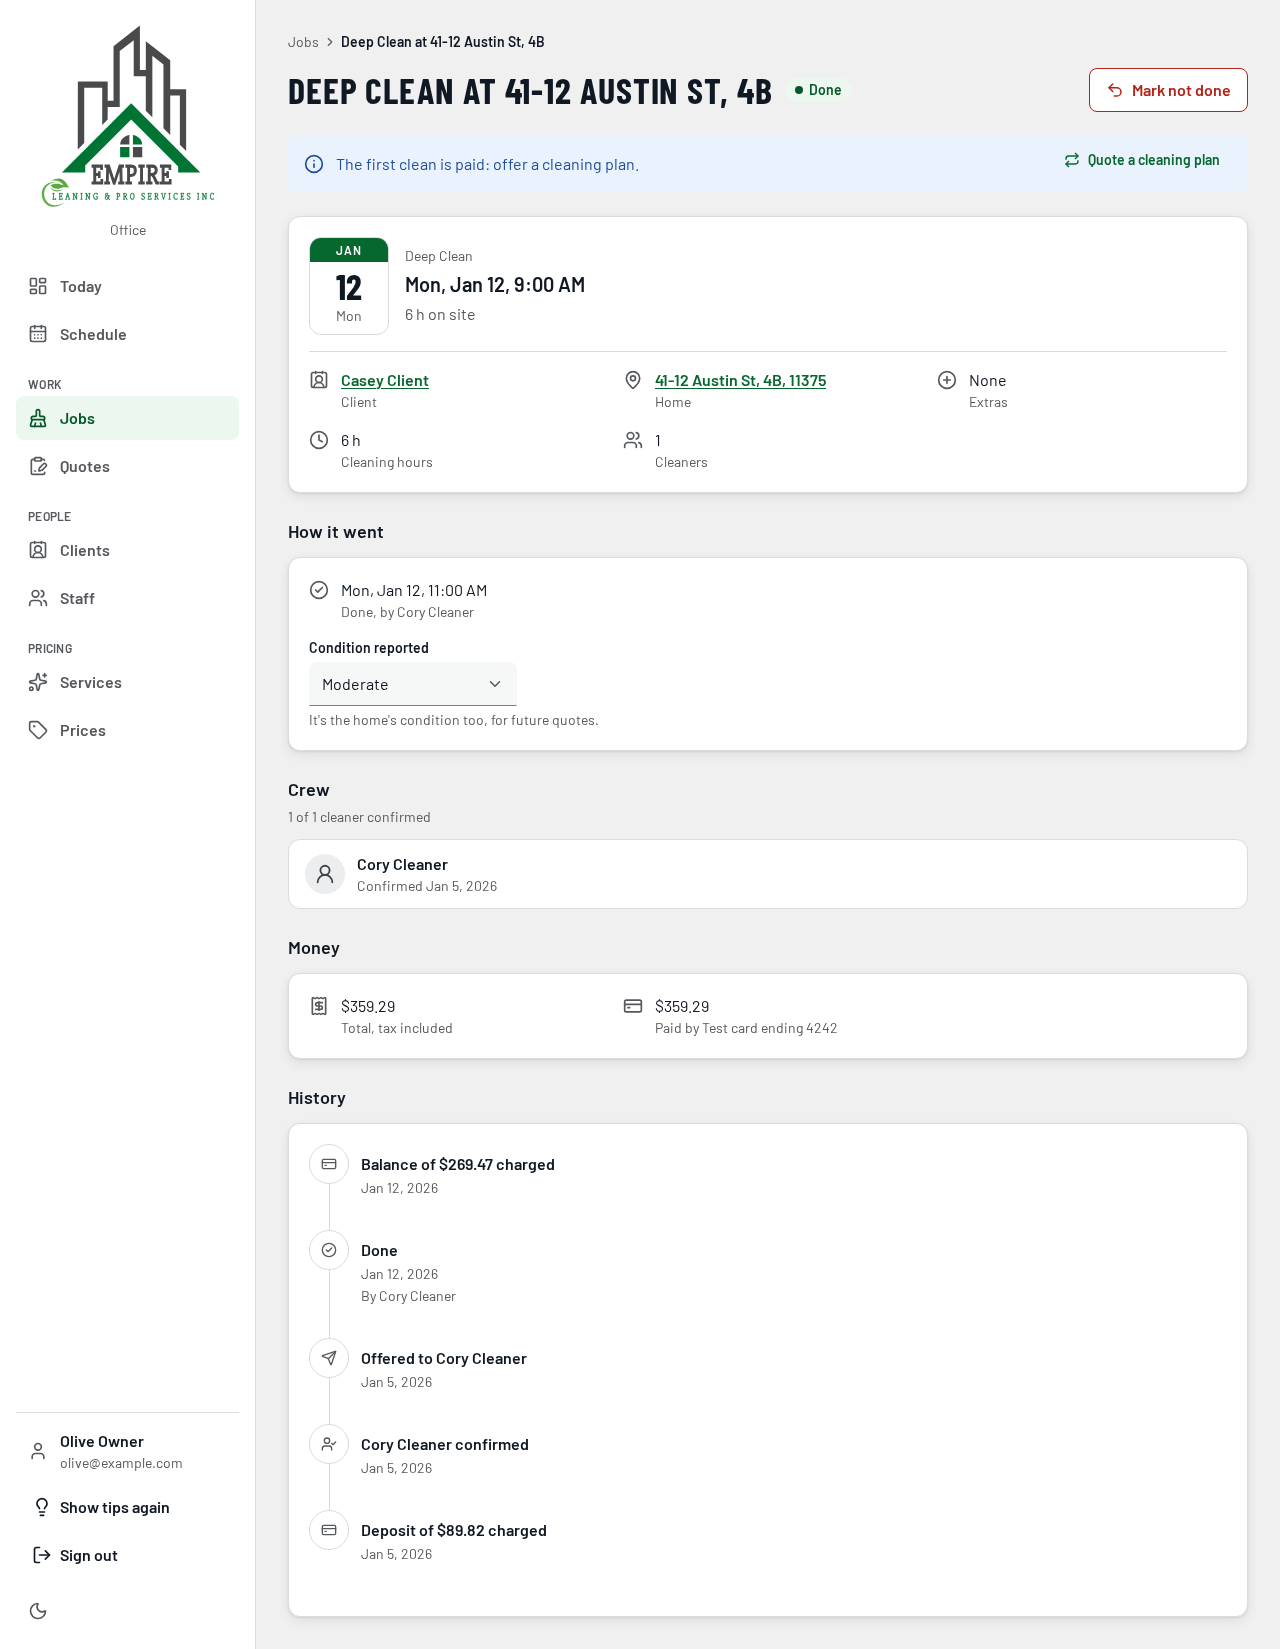 EMPIRE
LEANING & PRO SERVICES INC
Office
Today
Schedule
WORK
Jobs
Quotes
PEOPLE
Clients
Staff
PRICING
Services
Prices
Olive Owner
olive@example.com
Show tips again
Sign out
Jobs > Deep Clean at 41-12 Austin St, 4B
DEEP CLEAN AT 41-12 AUSTIN ST, 4B
Done
Mark not done
The first clean is paid: offer a cleaning plan.
Quote a cleaning plan
JAN
12
Mon
Deep Clean
Mon, Jan 12, 9:00 AM
6 h on site
Casey Client
Client
41-12 Austin St, 4B, 11375
Home
None
Extras
6 h
Cleaning hours
1
Cleaners
How it went
Mon, Jan 12, 11:00 AM
Done, by Cory Cleaner
Condition reported
Moderate
It's the home's condition too, for future quotes.
Crew
1 of 1 cleaner confirmed
Cory Cleaner
Confirmed Jan 5, 2026
Money
$359.29
Total, tax included
$359.29
Paid by Test card ending 4242
History
Balance of $269.47 charged
Jan 12, 2026
Done
Jan 12, 2026
By Cory Cleaner
Offered to Cory Cleaner
Jan 5, 2026
Cory Cleaner confirmed
Jan 5, 2026
Deposit of $89.82 charged
Jan 5, 2026